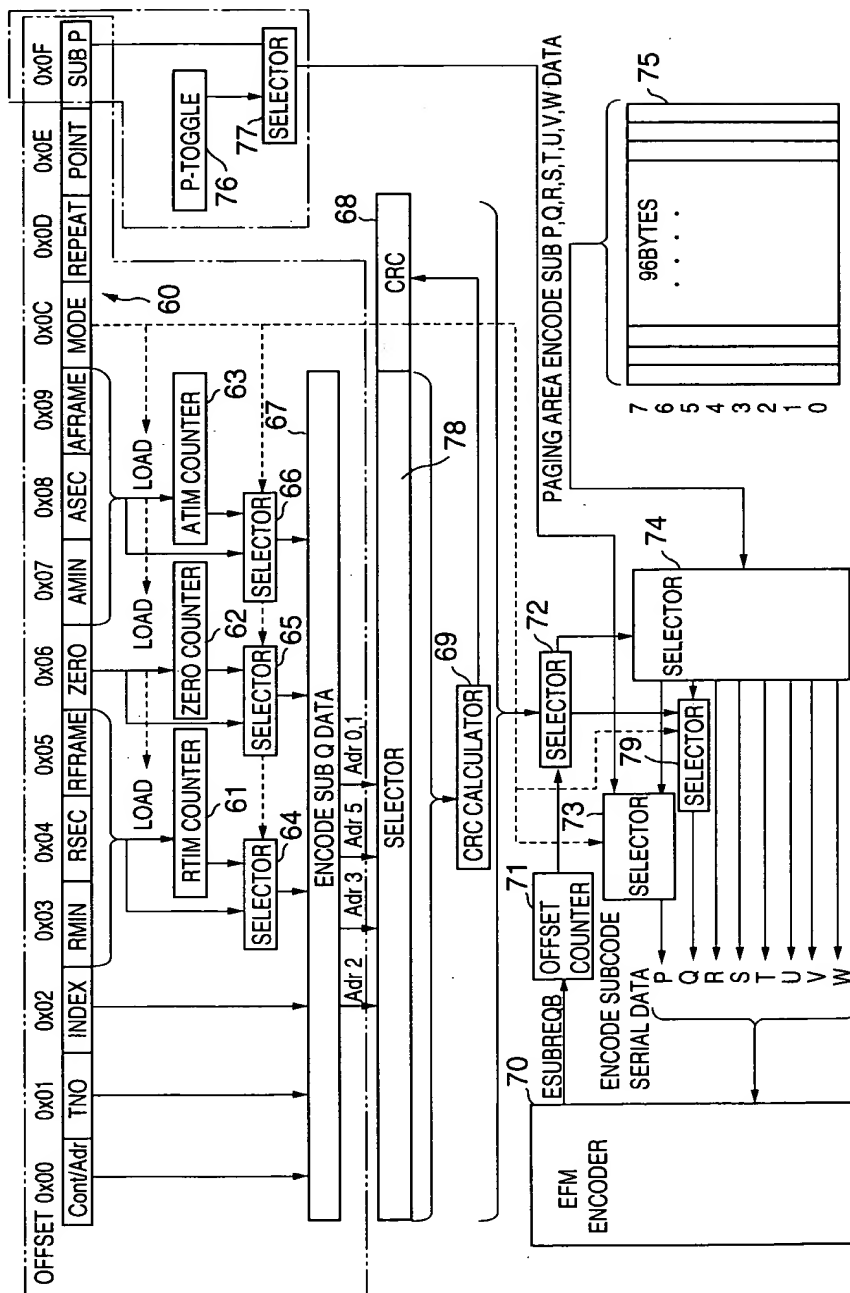 OFFSET 0x00 0x01 0x02 0x03 0x04 0x05 0x06 0x07 0x08 0x09 0x0C 0x0D 0x0E 0x0F
Cont/Adr TNO INDEX RMIN RSEC RFRAME ZERO AMIN ASEC AFRAME MODE REPEAT POINT SUB P
60
LOAD
LOAD
LOAD
RTIM COUNTER
61
ZERO COUNTER
62
ATIM COUNTER
63
P-TOGGLE
76
SELECTOR
77
SELECTOR
64
SELECTOR
65
SELECTOR
66
ENCODE SUB Q DATA
67
Adr 2
Adr 3
Adr 5
Adr 0,1
SELECTOR
78
CRC
68
CRC CALCULATOR
69
PAGING AREA ENCODE SUB P,Q,R,S,T,U,V,W DATA
70
EFM
ENCODER
ESUBREQB
OFFSET
COUNTER
71
SELECTOR
72
ENCODE SUBCODE
SERIAL DATA
SELECTOR
73
SELECTOR
79
SELECTOR
74
P
Q
R
S
T
U
V
W
7
6
5
4
3
2
1
0
96BYTES
. . . .
75